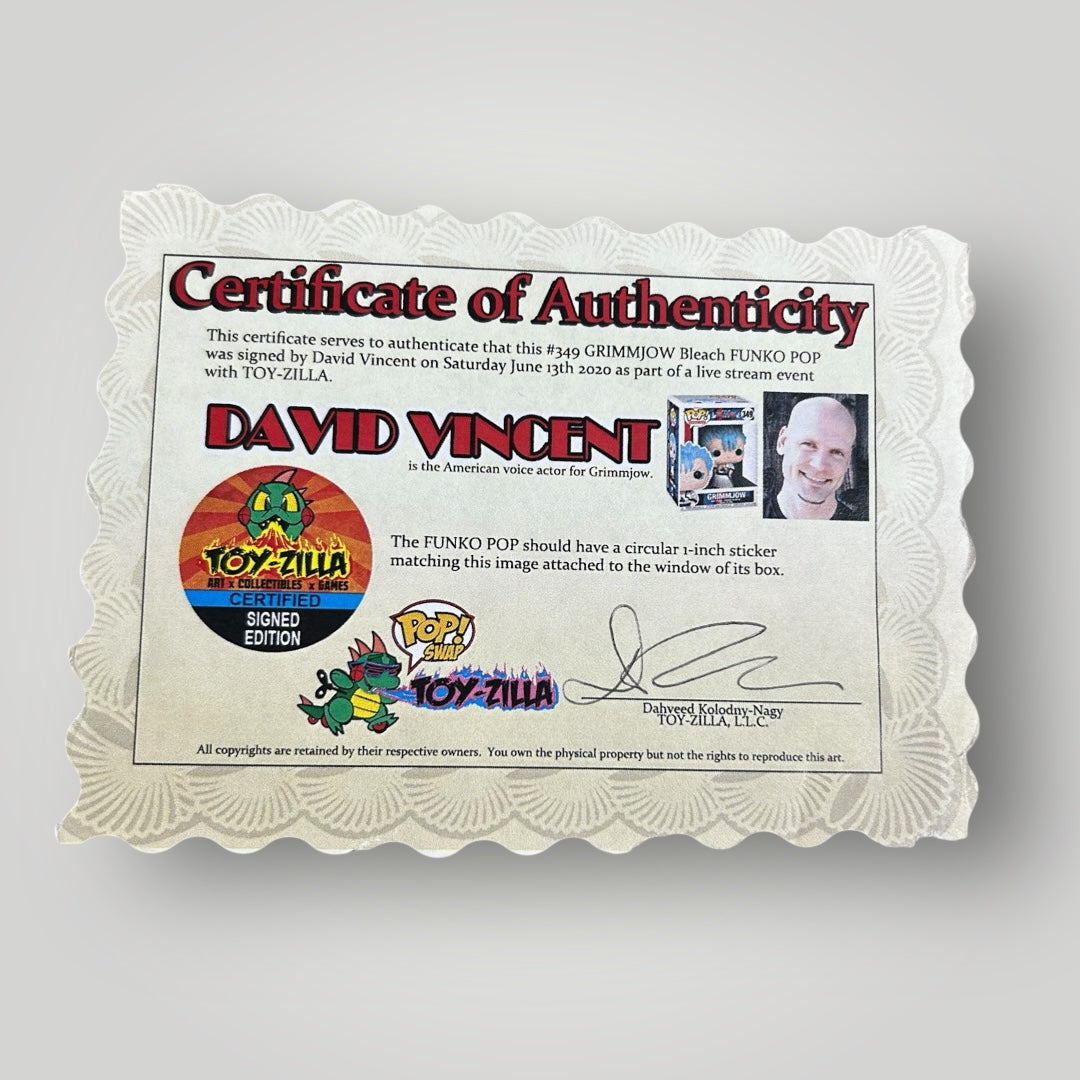 Certificate of Authenticity
This certificate serves to authenticate that this #349 GRIMMJOW Bleach FUNKO POP
was signed by David Vincent on Saturday June 13th 2020 as part of a live stream event
with TOY-ZILLA.
DAVID VINCENT
is the American voice actor for Grimmjow.
POP!
349
GRIMMJOW
TOY-ZILLA
ART x COLLECTIBLES x GAMES
CERTIFIED
SIGNED
EDITION
The FUNKO POP should have a circular 1-inch sticker
matching this image attached to the window of its box.
POP!
SWAP
TOY-ZILLA
Dahveed Kolodny-Nagy
TOY-ZILLA, L.L.C.
All copyrights are retained by their respective owners. You own the physical property but not the rights to reproduce this art.